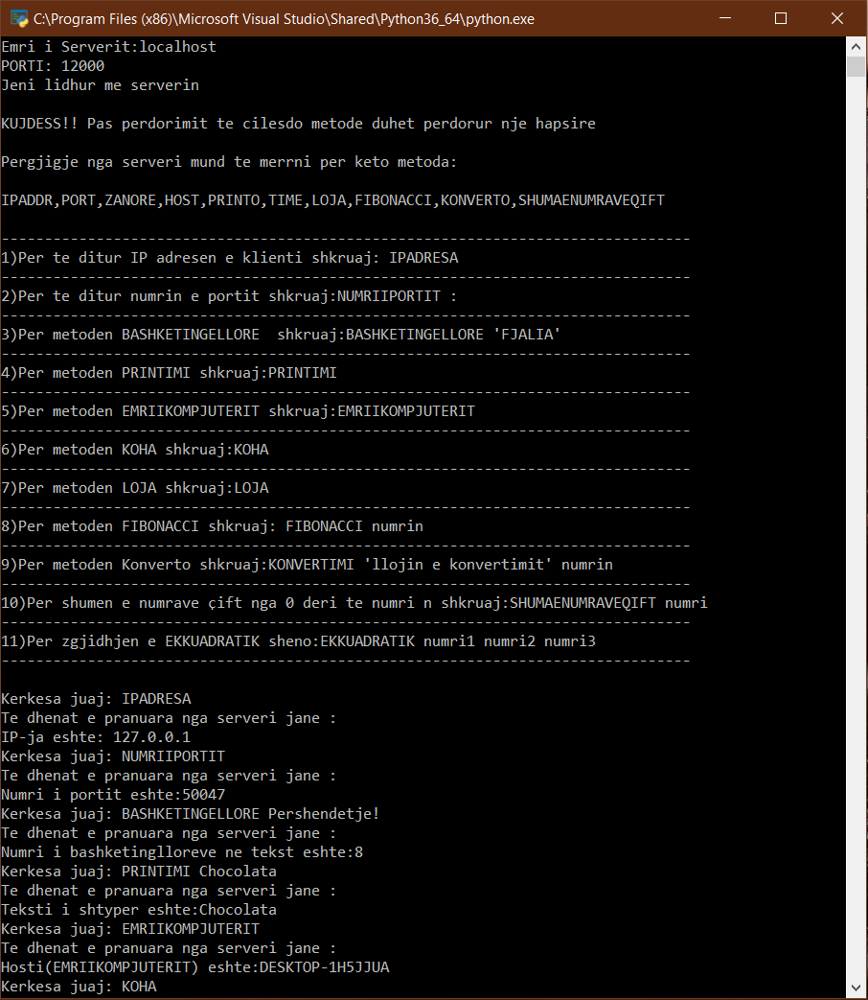 C:\Program Files (x86)\Microsoft Visual Studio\Shared\Python36_64\python.exe
Emri i Serverit:localhost
PORTI: 12000
Jeni lidhur me serverin
KUJDESS!! Pas perdorimit te cilesdo metode duhet perdorur nje hapsire
Pergjigje nga serveri mund te merrni per keto metoda:
IPADDR,PORT,ZANORE,HOST,PRINTO,TIME,LOJA,FIBONACCI,KONVERTO,SHUMAENUMRAVEQIFT
--------------------------------------------------------------------------------
1)Per te ditur IP adresen e klienti shkruaj: IPADRESA
--------------------------------------------------------------------------------
2)Per te ditur numrin e portit shkruaj:NUMRIIPORTIT :
--------------------------------------------------------------------------------
3)Per metoden BASHKETINGELLORE  shkruaj:BASHKETINGELLORE 'FJALIA'
--------------------------------------------------------------------------------
4)Per metoden PRINTIMI shkruaj:PRINTIMI
--------------------------------------------------------------------------------
5)Per metoden EMRIIKOMPJUTERIT shkruaj:EMRIIKOMPJUTERIT
--------------------------------------------------------------------------------
6)Per metoden KOHA shkruaj:KOHA
--------------------------------------------------------------------------------
7)Per metoden LOJA shkruaj:LOJA
--------------------------------------------------------------------------------
8)Per metoden FIBONACCI shkruaj: FIBONACCI numrin
--------------------------------------------------------------------------------
9)Per metoden Konverto shkruaj:KONVERTIMI 'llojin e konvertimit' numrin
--------------------------------------------------------------------------------
10)Per shumen e numrave çift nga 0 deri te numri n shkruaj:SHUMAENUMRAVEQIFT numri
--------------------------------------------------------------------------------
11)Per zgjidhjen e EKKUADRATIK sheno:EKKUADRATIK numri1 numri2 numri3
--------------------------------------------------------------------------------
Kerkesa juaj: IPADRESA
Te dhenat e pranuara nga serveri jane :
IP-ja eshte: 127.0.0.1
Kerkesa juaj: NUMRIIPORTIT
Te dhenat e pranuara nga serveri jane :
Numri i portit eshte:50047
Kerkesa juaj: BASHKETINGELLORE Pershendetje!
Te dhenat e pranuara nga serveri jane :
Numri i bashketinglloreve ne tekst eshte:8
Kerkesa juaj: PRINTIMI Chocolata
Te dhenat e pranuara nga serveri jane :
Teksti i shtyper eshte:Chocolata
Kerkesa juaj: EMRIIKOMPJUTERIT
Te dhenat e pranuara nga serveri jane :
Hosti(EMRIIKOMPJUTERIT) eshte:DESKTOP-1H5JJUA
Kerkesa juaj: KOHA